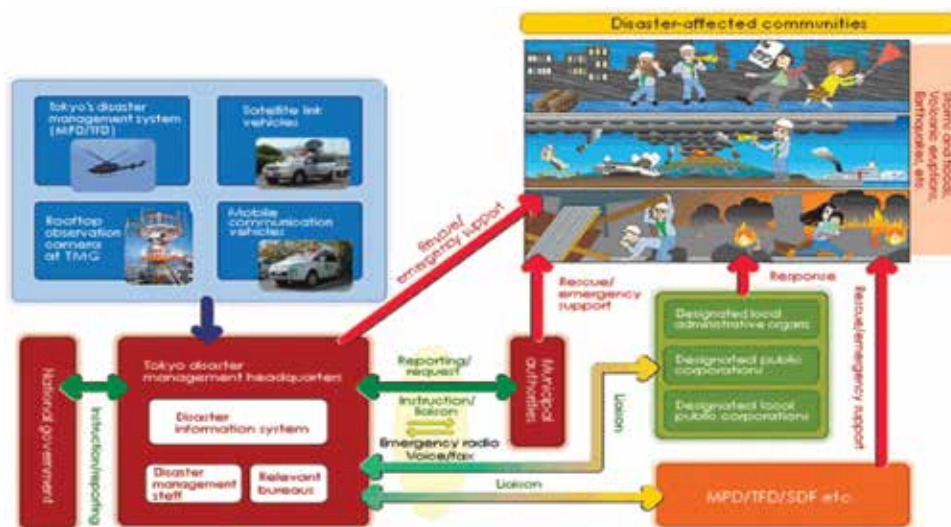 Disaster-affected communities
Tokyo's disaster
management system
(MPD/TFD)
Satellite link
vehicles
Rooftop
observation
camera
at TMG
Mobile
communication
vehicles
Volcanic eruptions,
Earthquakes, etc
Rescue/
emergency support
Rescue/
emergency
support
Response
Rescue/emergency support
National government
Instruction/reporting
Tokyo disaster
management headquarters
Disaster
information system
Disaster
management
staff
Relevant
bureaus
Reporting/
request
Instruction/
liaison
Emergency radio
Voice/fax
Municipal
authorities
Liaison
Designated local
administrative organs
Designated public
corporations
Designated local
public corporations
Liaison
MPD/TFD/SDF etc.